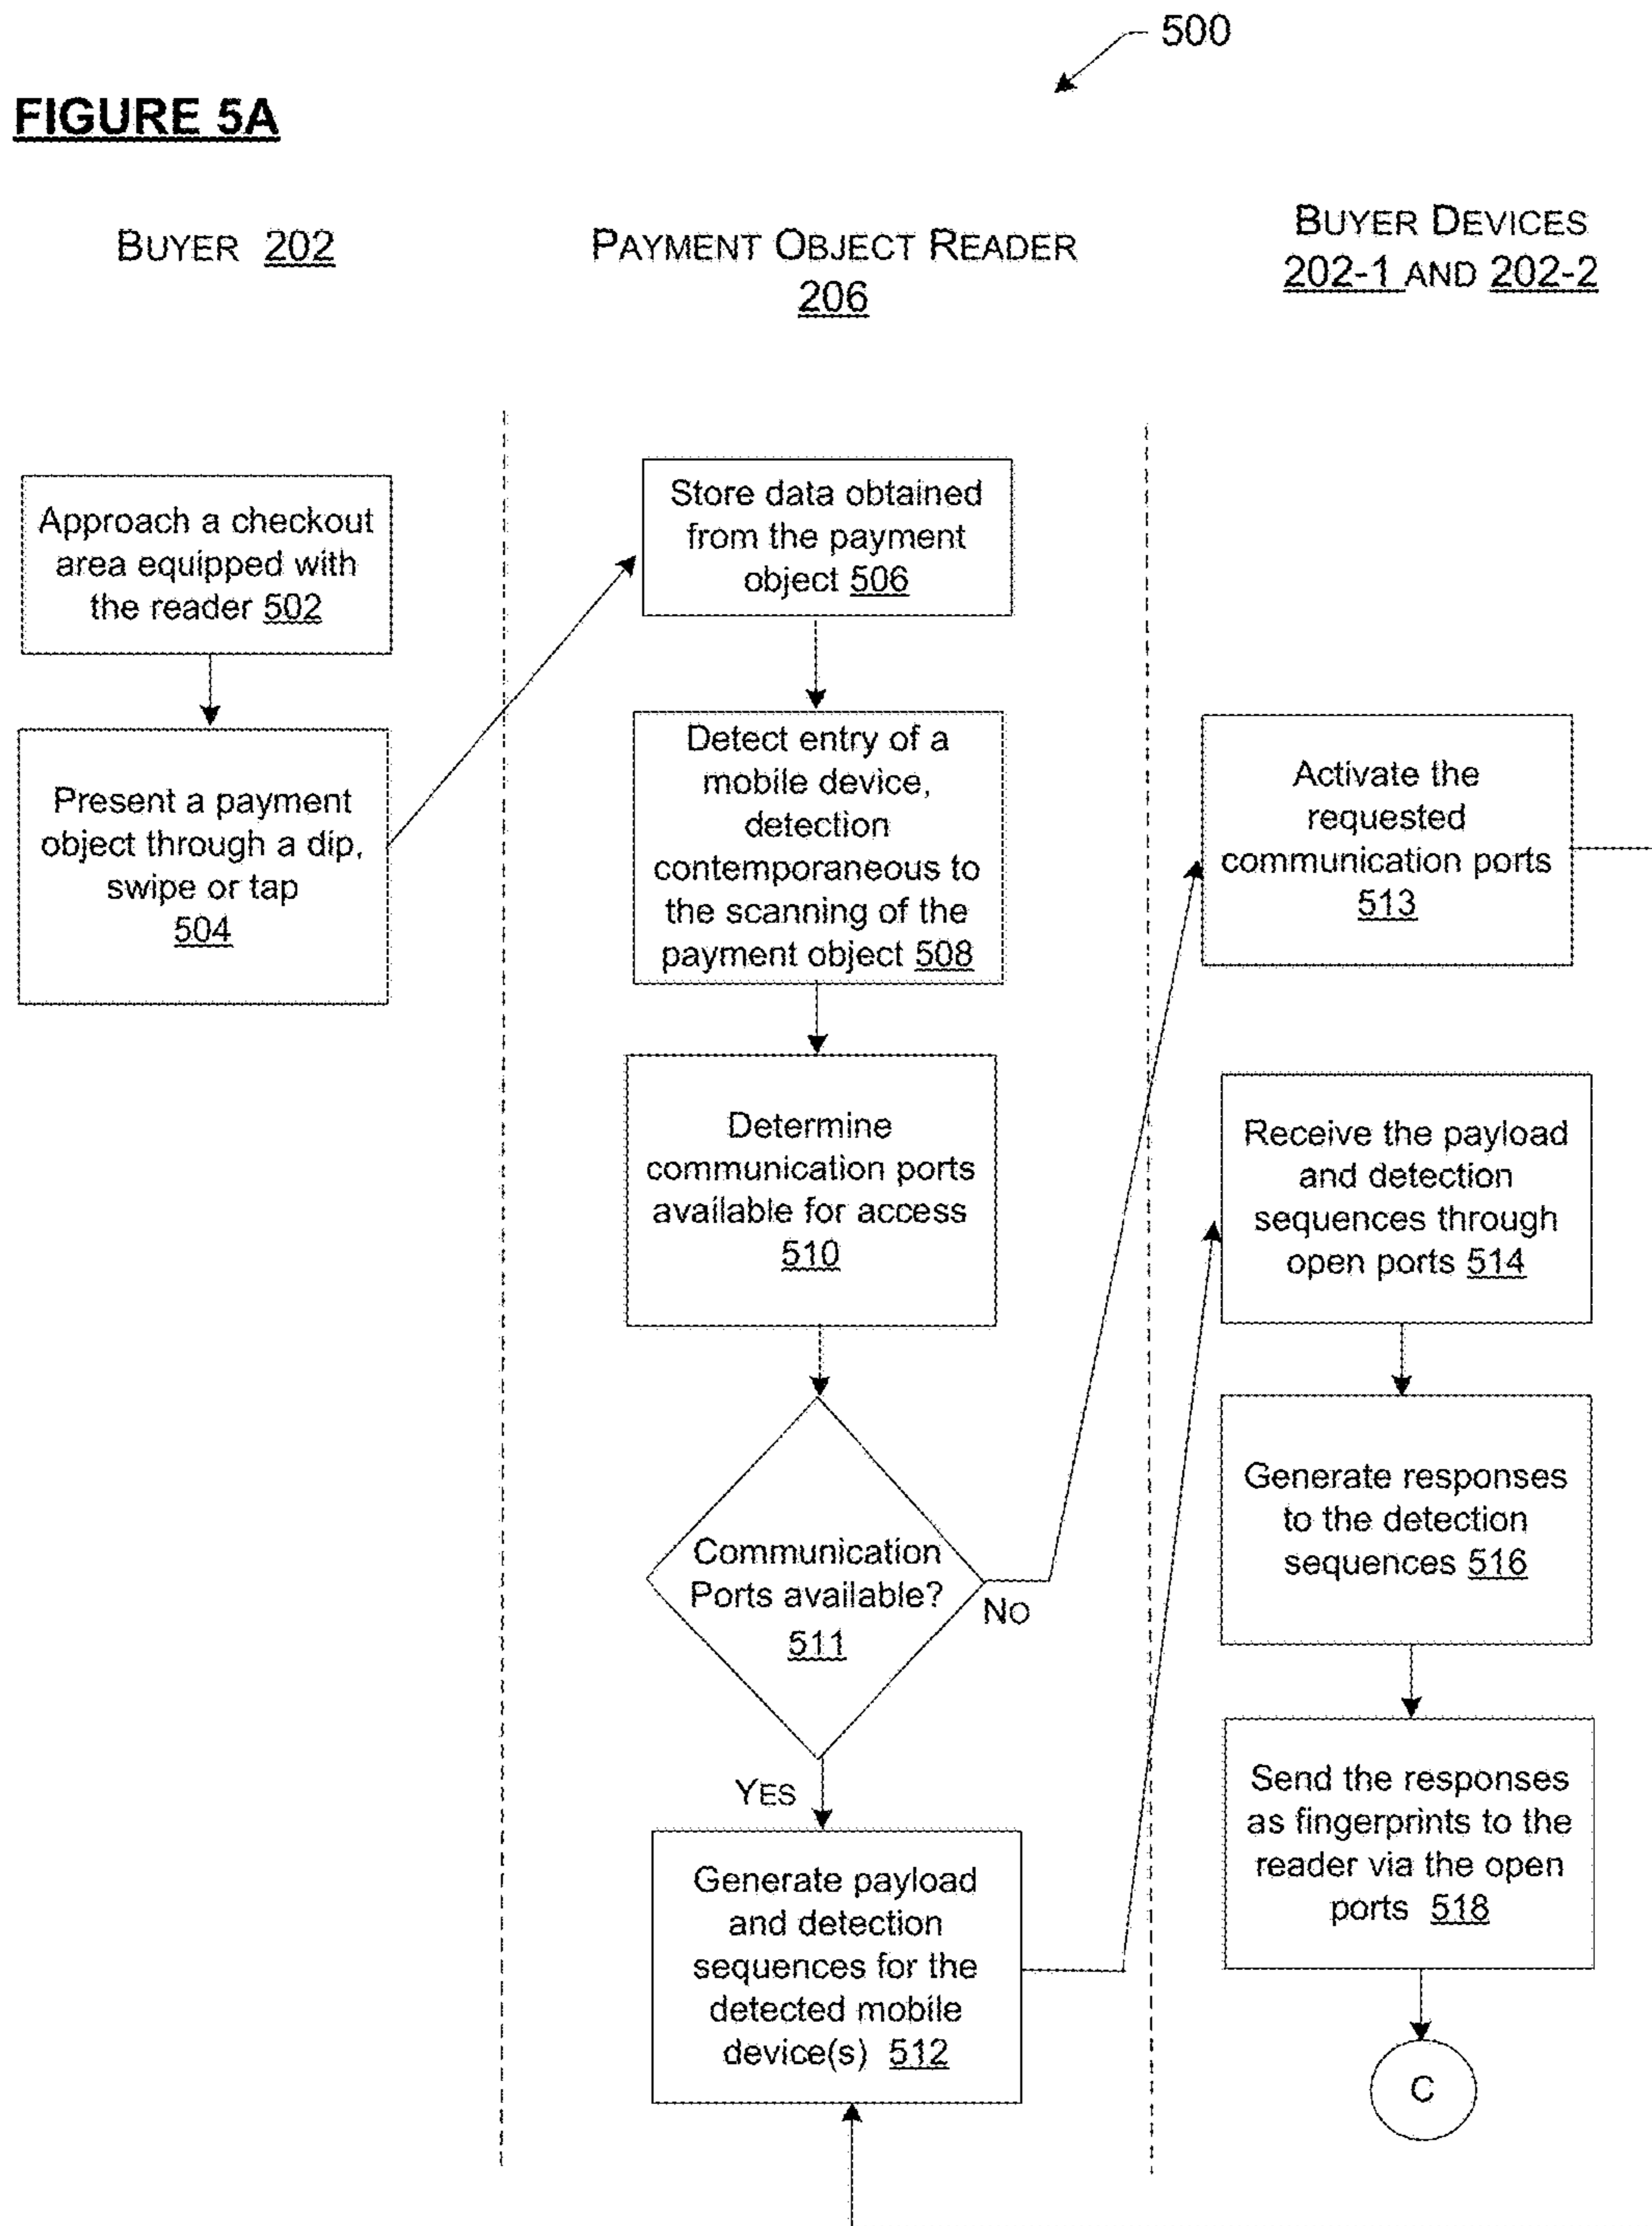 500
FIGURE 5A
BUYER 202
PAYMENT OBJECT READER
206
BUYER DEVICES
202-1 AND 202-2
Approach a checkout
area equipped with
the reader 502
Present a payment
object through a dip,
swipe or tap
504
Store data obtained
from the payment
object 506
Detect entry of a
mobile device,
detection
contemporaneous to
the scanning of the
payment object 508
Determine
communication ports
available for access
510
Communication
Ports available?
511
NO
YES
Generate payload
and detection
sequences for the
detected mobile
device(s) 512
Activate the
requested
communication ports
513
Receive the payload
and detection
sequences through
open ports 514
Generate responses
to the detection
sequences 516
Send the responses
as fingerprints to the
reader via the open
ports 518
C